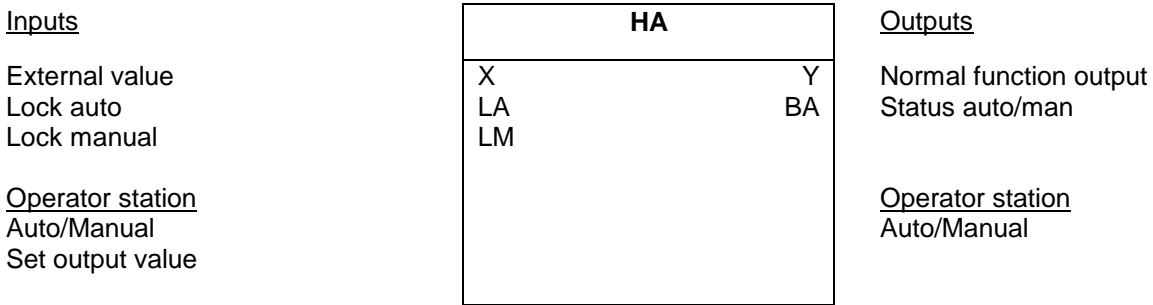 Inputs
HA
Outputs
External value
X
Y
Normal function output
Lock auto
LA
BA
Status auto/man
Lock manual
LM
Operator station
Operator station
Auto/Manual
Auto/Manual
Set output value